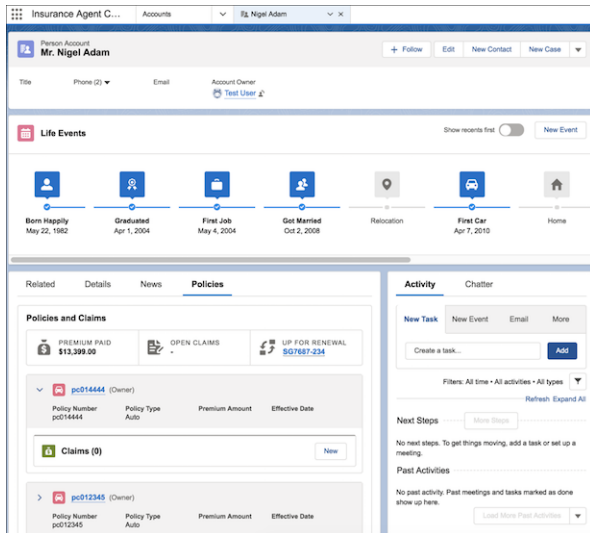 Insurance Agent C... Accounts Nigel Adam
Person Account
Mr. Nigel Adam
+ Follow Edit New Contact New Case
Title Phone (2) Email Account Owner
Test User
Life Events
Show recents first New Event
Born Happily Graduated First Job Got Married Relocation First Car Home
May 22, 1982 Apr 1, 2004 May 4, 2004 Oct 2, 2008 Apr 7, 2010
Related Details News Policies
Policies and Claims
PREMIUM PAID OPEN CLAIMS UP FOR RENEWAL
$13,399.00 - SG7687-234
pc014444 (Owner)
Policy Number Policy Type Premium Amount Effective Date
pc014444 Auto
Claims (0) New
pc012345 (Owner)
Policy Number Policy Type Premium Amount Effective Date
pc012345 Auto
Activity Chatter
New Task New Event Email More
Create a task... Add
Filters: All time • All activities • All types
Refresh Expand All
Next Steps More Steps
No next steps. To get things moving, add a task or set up a
meeting.
Past Activities
No past activity. Past meetings and tasks marked as done
show up here.
Load More Past Activities